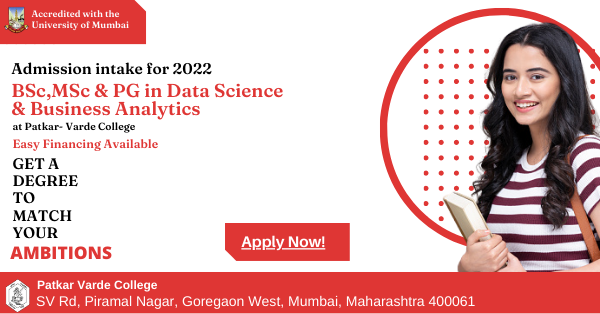 Accredited with the
University of Mumbai
Admission intake for 2022
BSc,MSc & PG in Data Science
& Business Analytics
at Patkar- Varde College
Easy Financing Available
GET A
DEGREE
TO
MATCH
YOUR
AMBITIONS
Apply Now!
Patkar Varde College
SV Rd, Piramal Nagar, Goregaon West, Mumbai, Maharashtra 400061